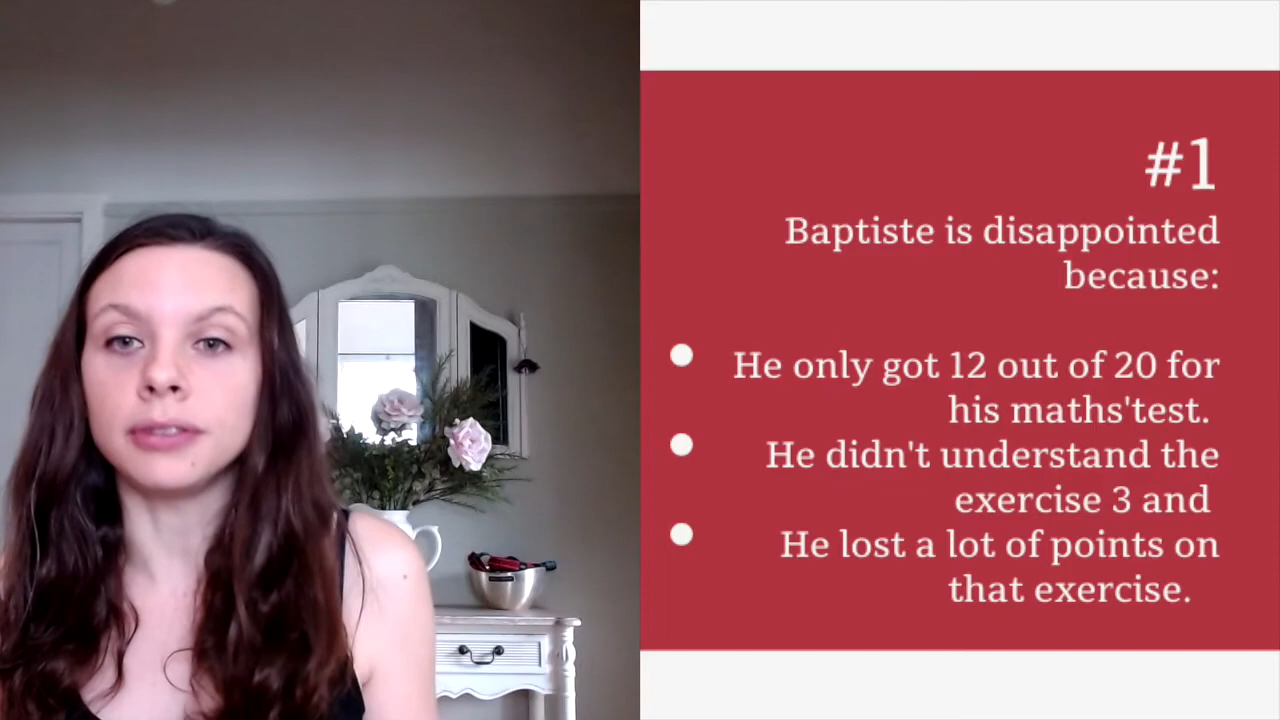 #1
Baptiste is disappointed
because:
He only got 12 out of 20 for
his maths'test.
He didn't understand the
exercise 3 and
He lost a lot of points on
that exercise.